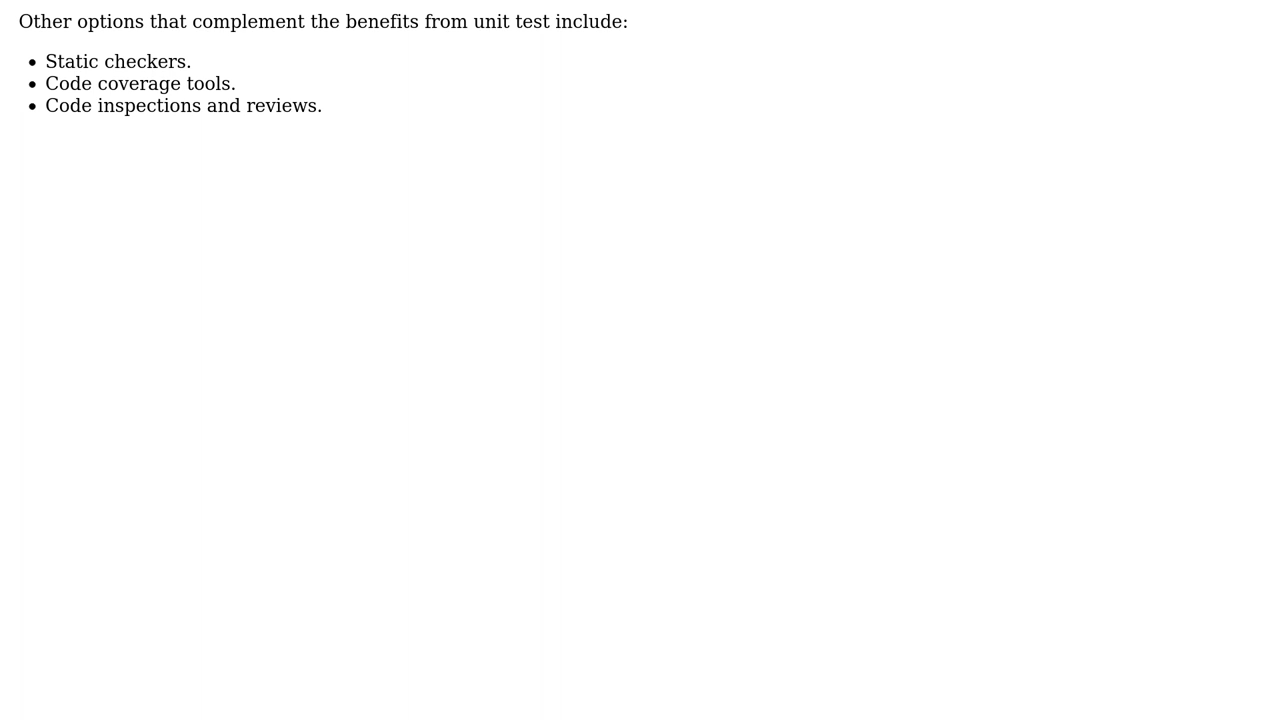 Other options that complement the benefits from unit test include:
• Static checkers.
• Code coverage tools.
• Code inspections and reviews.